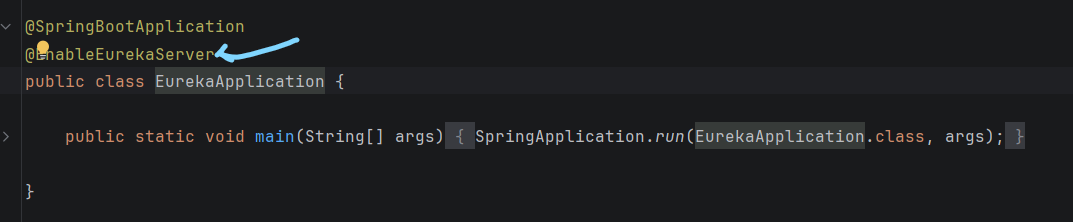 @SpringBootApplication
@EnableEurekaServer
public class EurekaApplication {
public static void main(String[] args) { SpringApplication.run(EurekaApplication.class, args); }
}